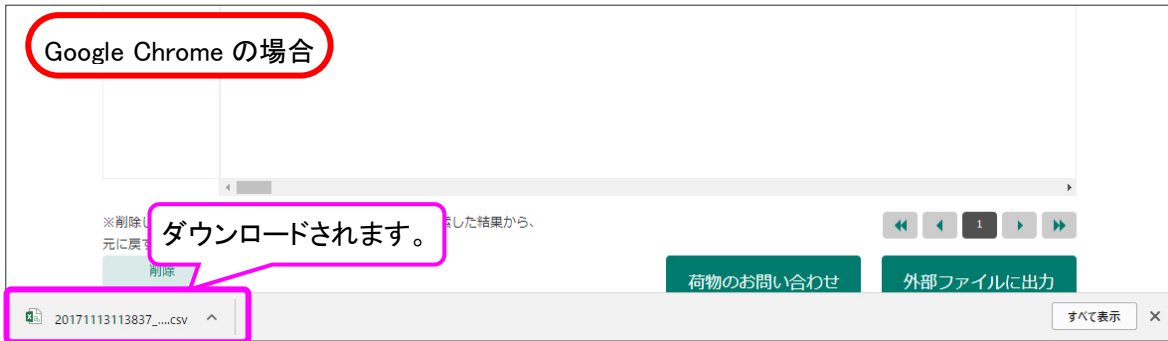 Google Chrome の場合
※削除し
索した結果から、
元に戻す
ダウンロードされます。
1
削除
荷物のお問い合わせ
外部ファイルに出力
20171113113837_....csv
すべて表示